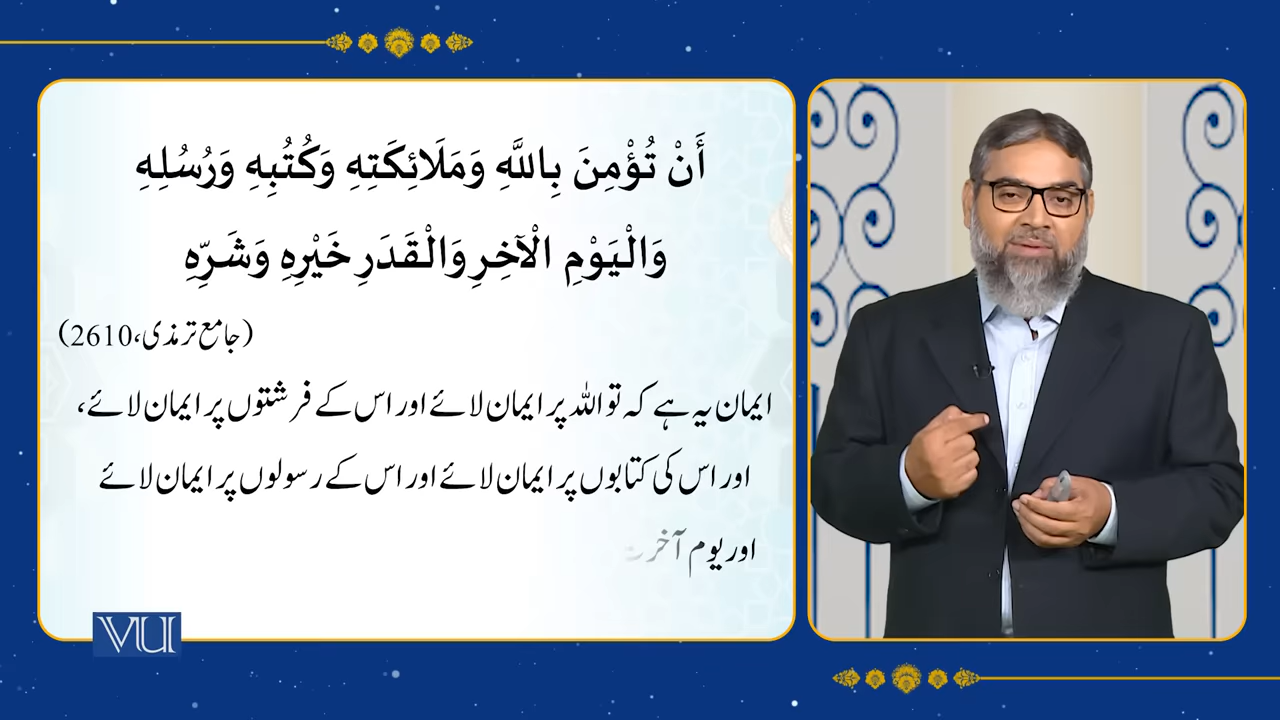 أَنْ تُؤْمِنَ بِاللَّهِ وَمَلَائِكَتِهِ وَكُتُبِهِ وَرُسُلِهِ
وَالْيَوْمِ الْآخِرِ وَالْقَدَرِ خَيْرِهِ وَشَرِّهِ
(جامع ترمذی، 2610)
ایمان یہ ہے کہ تو اللہ پر ایمان لائے اور اس کے فرشتوں پر ایمان لائے،
اور اس کی کتابوں پر ایمان لائے اور اس کے رسولوں پر ایمان لائے
اور یوم آخرت
VU